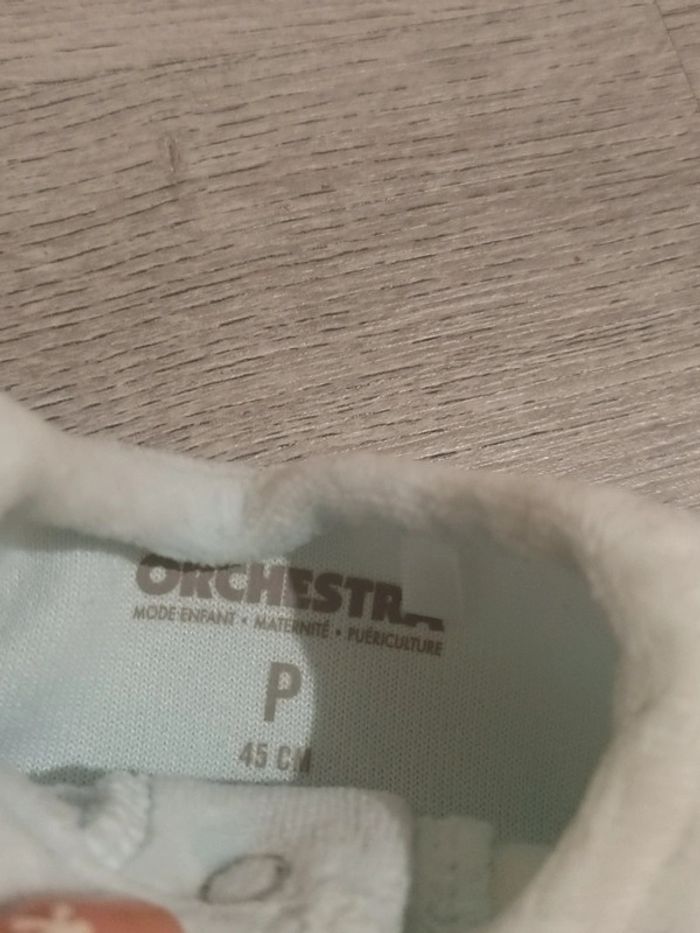 ORCHESTRA
MODE ENFANT • MATERNITÉ • PUÉRICULTURE
P
45 CM